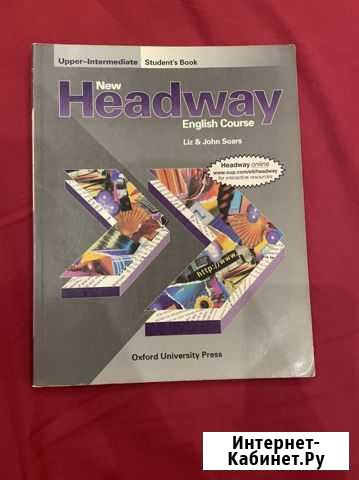 Upper-Intermediate Student's Book
New
Headway
English Course
Liz & John Soars
Headway online
www.oup.com/elt/headway
for interactive resources
http://www.
Oxford University Press
Интернет-
Кабинет.Ру